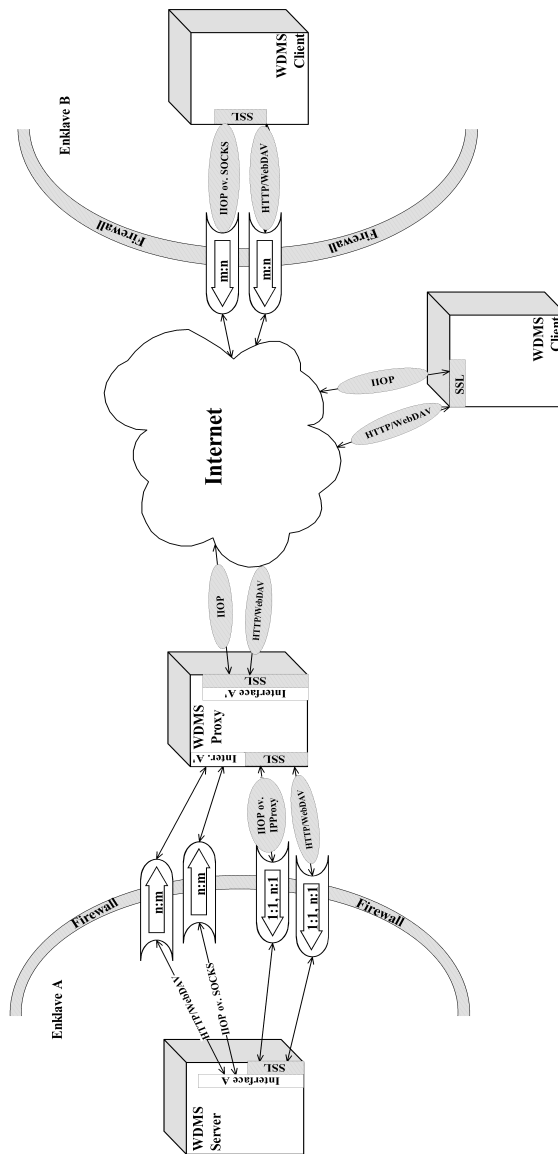 Enklave A
Firewall
WDMS
Server
Interface A
SSL
HTTP/WebDAV
IIOP ov. SOCKS
n:m
n:m
1:1, n:1
1:1, n:1
Firewall
IIOP ov.
IPProxy
HTTP/WebDAV
WDMS
Proxy
Inter. A'
SSL
Interface A'
SSL
IIOP
HTTP/WebDAV
Internet
IIOP
HTTP/WebDAV
SSL
WDMS
Client
Enklave B
Firewall
m:n
m:n
Firewall
IIOP ov. SOCKS
HTTP/WebDAV
SSL
WDMS
Client